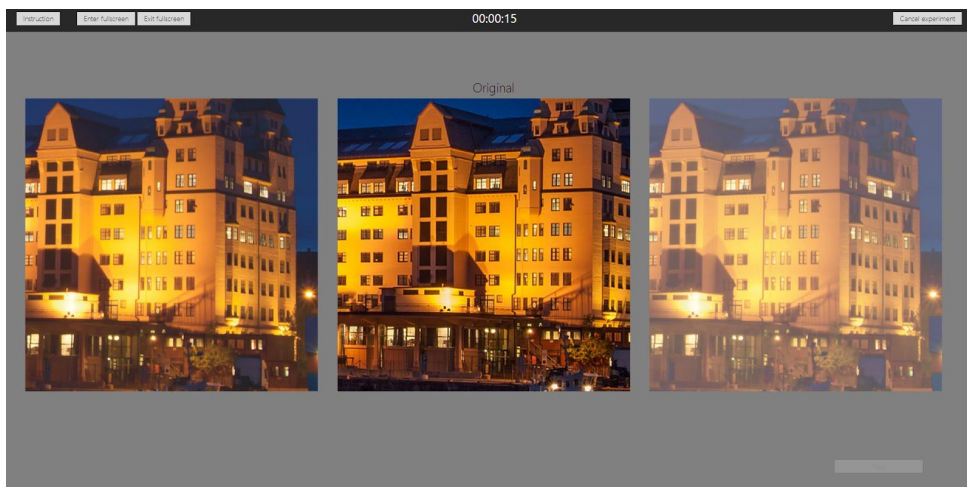 Instruction
Enter fullscreen
Exit fullscreen
00:00:15
Cancel experiment
Original